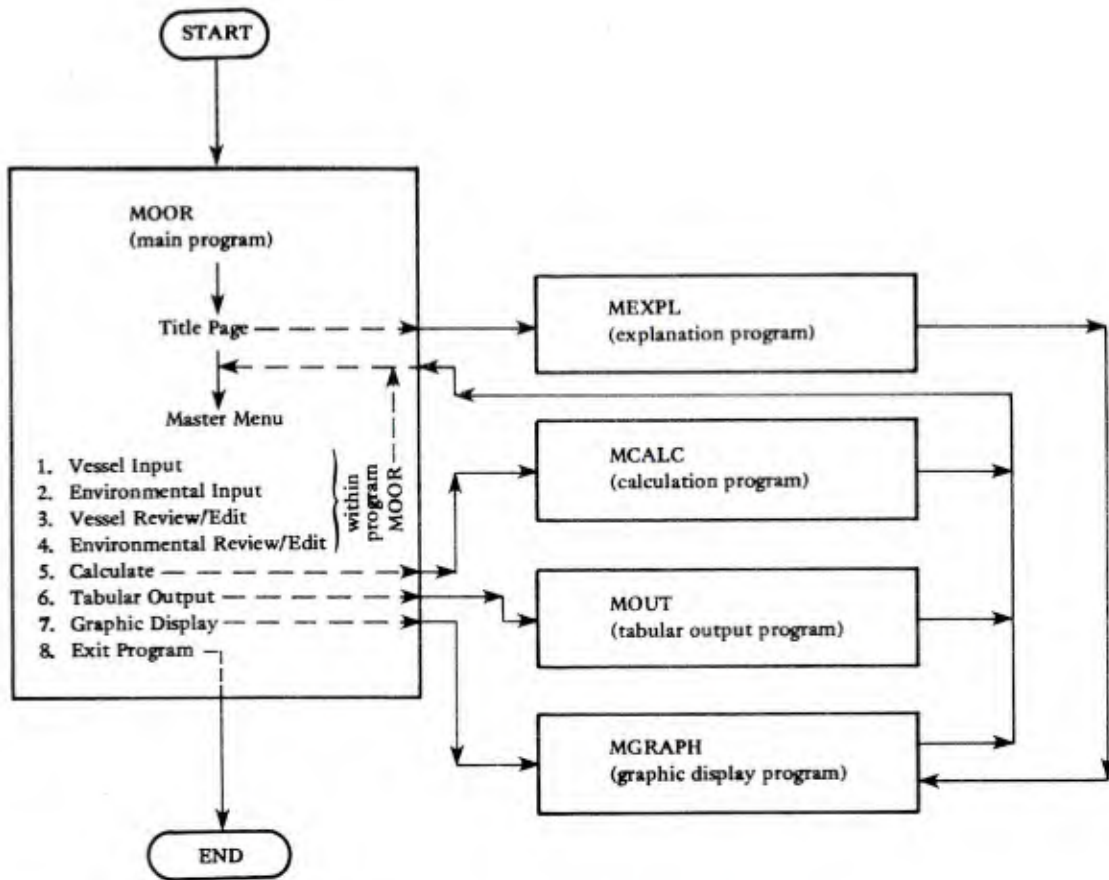 START
MOOR
(main program)
Title Page
Master Menu
1. Vessel Input
2. Environmental Input
3. Vessel Review/Edit
4. Environmental Review/Edit
5. Calculate
6. Tabular Output
7. Graphic Display
8. Exit Program
within
program
MOOR
END
MEXPL
(explanation program)
MCALC
(calculation program)
MOUT
(tabular output program)
MGRAPH
(graphic display program)